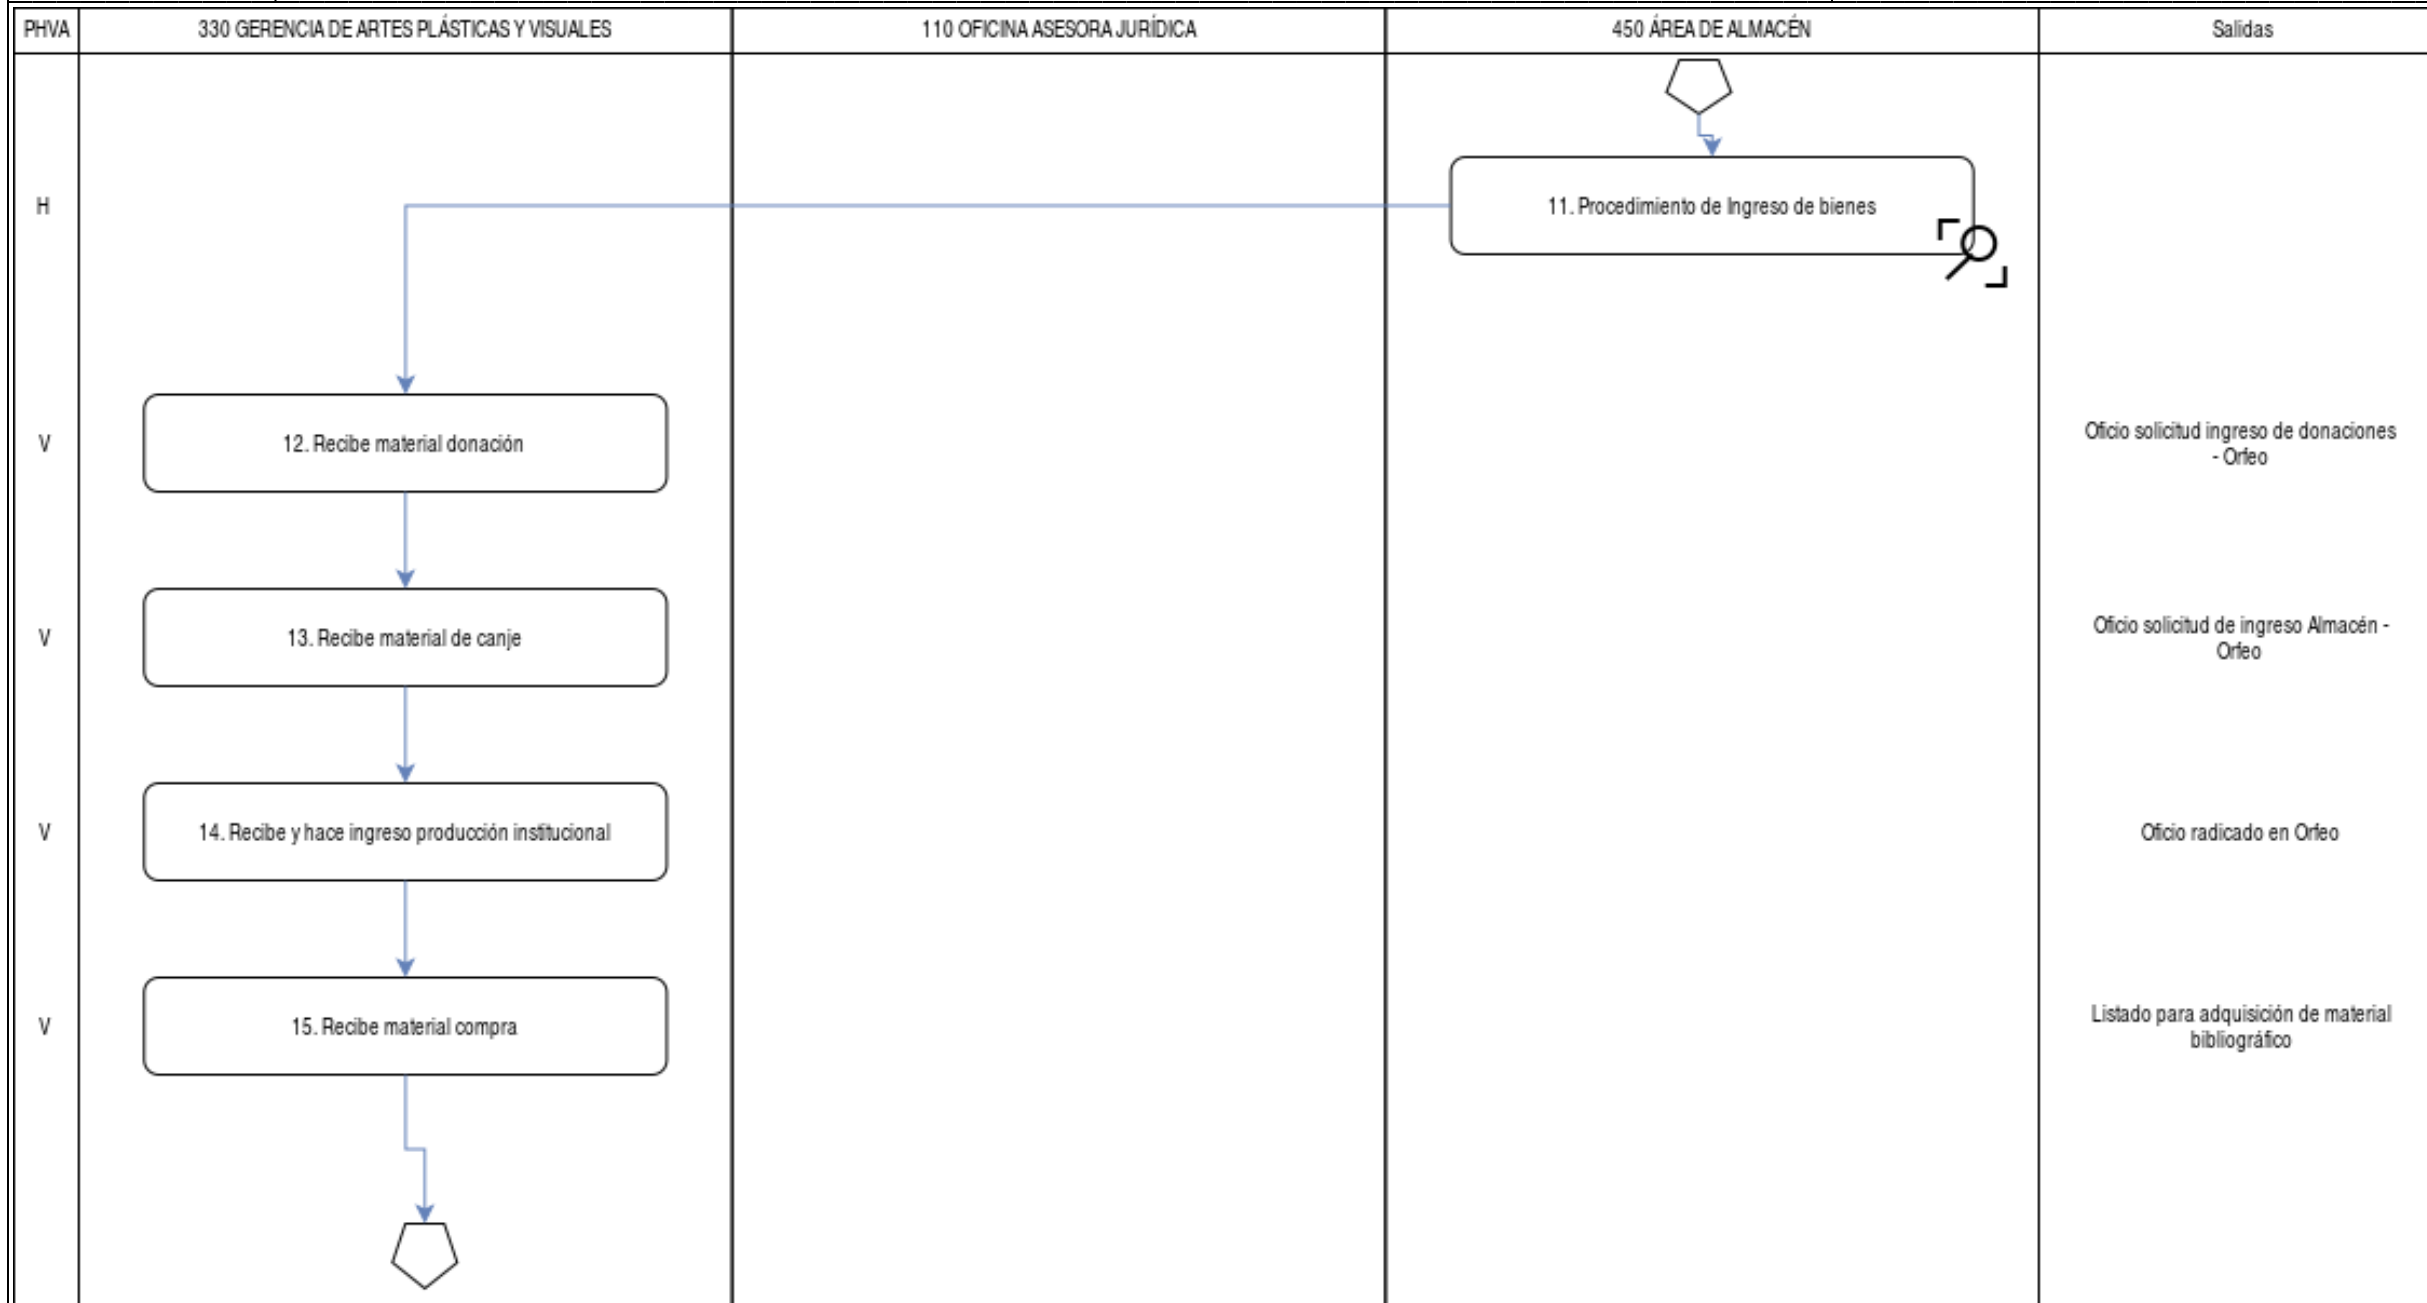 PHVA
330 GERENCIA DE ARTES PLÁSTICAS Y VISUALES
110 OFICINA ASESORA JURÍDICA
450 ÁREA DE ALMACÉN
Salidas
H
11. Procedimiento de Ingreso de bienes
V
12. Recibe material donación
Oficio solicitud ingreso de donaciones
- Orfeo
V
13. Recibe material de canje
Oficio solicitud de ingreso Almacén -
Orfeo
V
14. Recibe y hace ingreso producción institucional
Oficio radicado en Orfeo
V
15. Recibe material compra
Listado para adquisición de material
bibliográfico